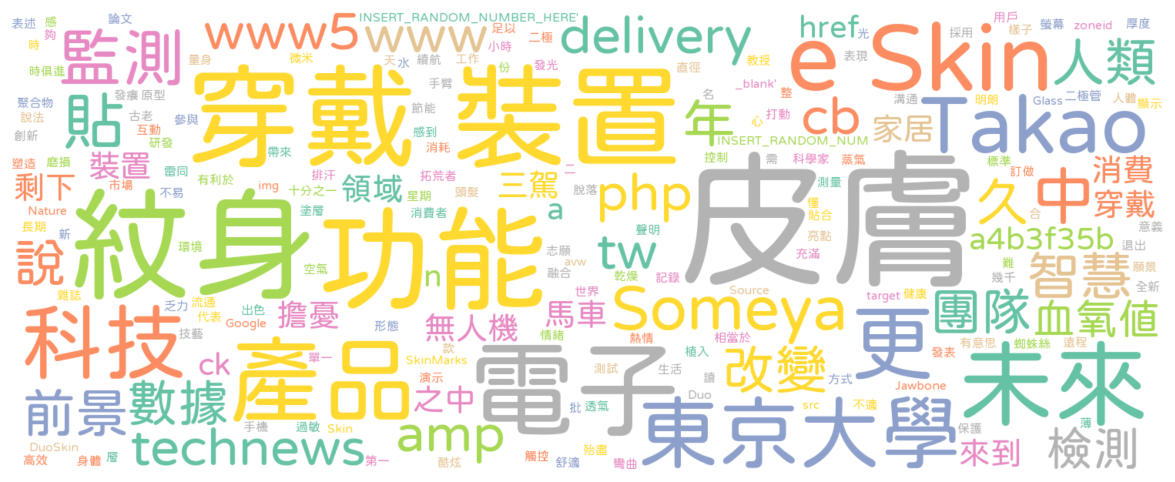 表述 感 論文 INSERT_RANDOM_NUMBER_HERE' 足以 href 光 用戶 螢幕 zoneid 厚度
夠 監測 www5 www 二極 delivery 採用 樣子
時 微米 小時 表現 e Skin 人類
時俱進 量身 天 水 續航 工作 份 發光 教授
聚合物 發癢 原型 穿戴裝置 手臂 直徑 _blank' 整 溝通 明朗 Glass 二極管 人體 顯示
說法 貼 古老 參與 節能 年 名 打動 cb Takao
創新 互動 感到 心 家居
研發 消耗 INSERT_RANDOM_NUM
塑造 磨損 裝置 雷同 帶來 拓荒者 一 控制 需 科學家 蒸氣 標準 消費
剩下 市場 有利於 img 排汗 領域 星期 頭髮 三駕 php 脫落 測量 皮膚 久 訂做 中 穿戴
Nature 十分之一 塗層 消費者 a 懂 貼合 合
長期 新 紋身 功能 志願 tw 聲明 亮點 a4b3f35b 意義
說 環境 空氣 n 融合 avw 充滿 難 退出
雜誌 乾燥 記錄 幾千 智慧 願景
乏力 流通 出色 世界 Source target 健康 全新
代表 Google 擔憂 形態 無人機 馬車 Someya 團隊 血氧值
科技 技藝 情緒 熱情 相當於 更 有意思 蜘蛛絲 遠程
ck 單一 SkinMarks 款 植入 發表 未來
產品 演示 電子 測試 生活 讀 改變 方式 Jawbone
前景 數據 之中 Duo src 不適 薄
手機 過敏 Skin amp 批 透氣 東京大學 保護
DuoSkin technews 殆盡 來到 檢測
高效 身體 層 第一 酷炫 觸控 舒適 彎曲